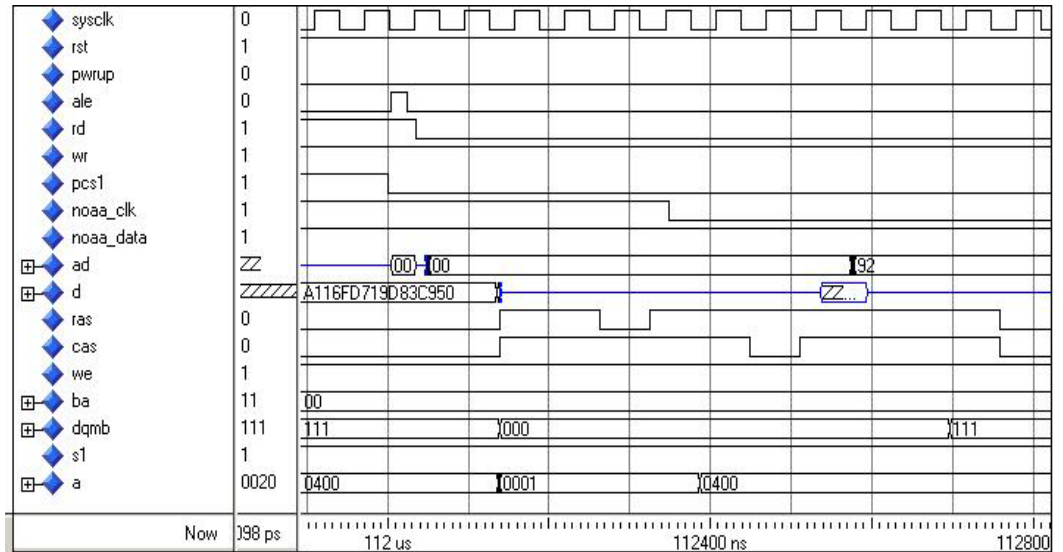 sysclk 0
rst 1
pwrup 0
ale 0
rd 1
wr 1
pcs1 1
noaa_clk 1
noaa_data 1
ad ZZ 00 00 92
d ZZZZZ A116FD719D83C950 ZZ...
ras 0
cas 0
we 1
ba 11 00
dqmb 111 111 000 111
s1 1
a 0020 0400 0001 0400
Now 098 ps 112 us 112400 ns 112800